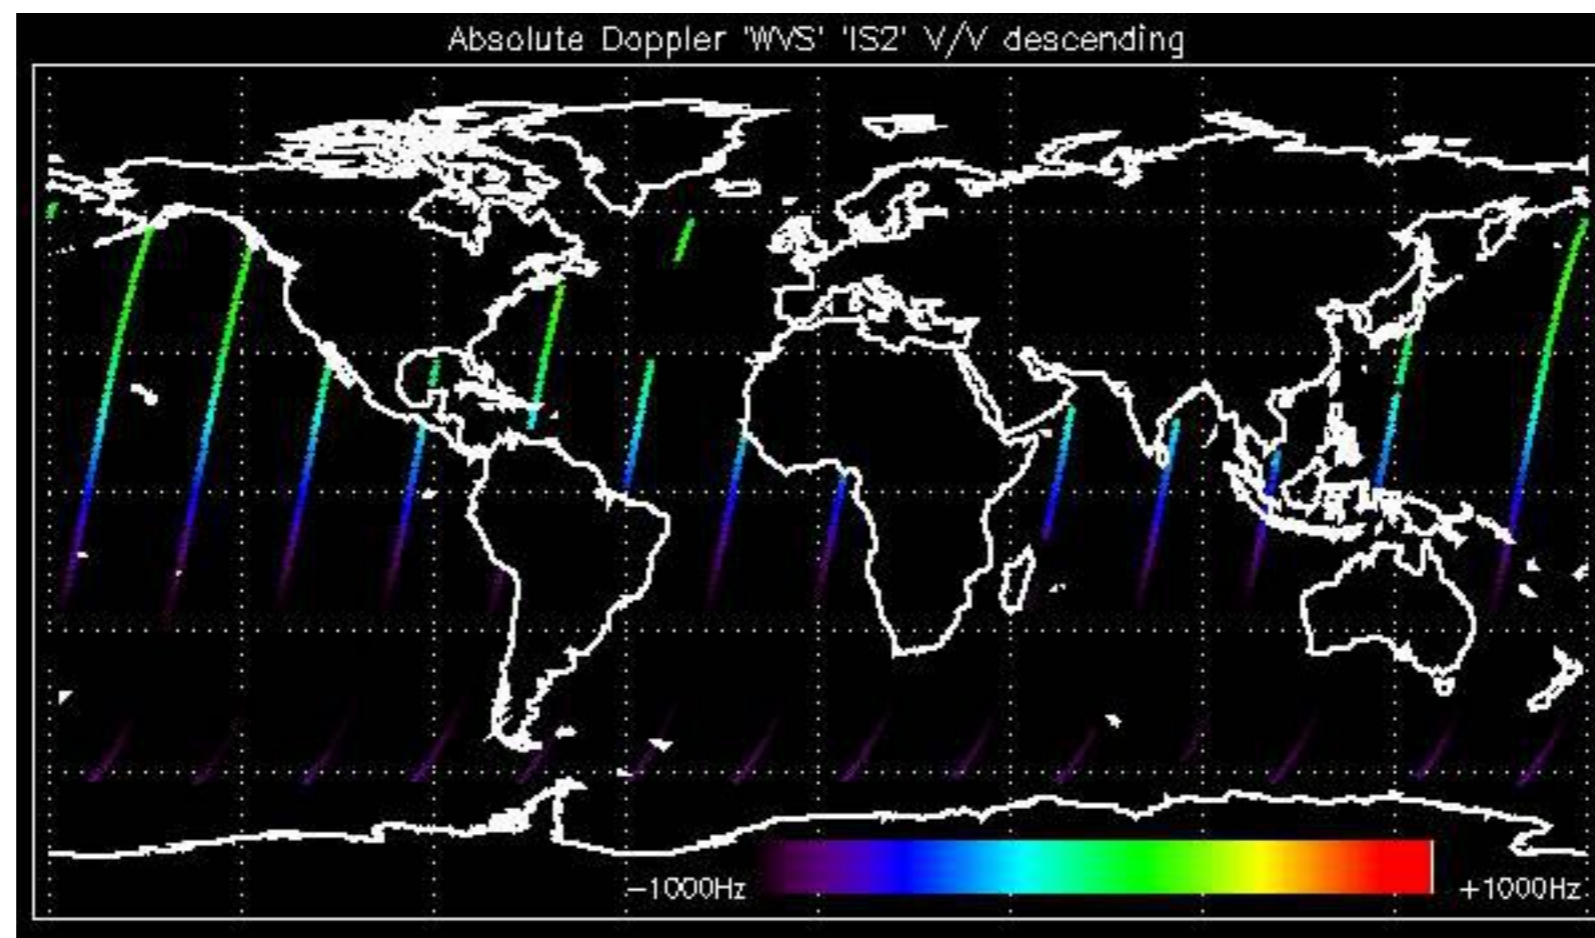 Absolute Doppler 'WVS' 'IS2' V/V descending
−1000Hz +1000Hz